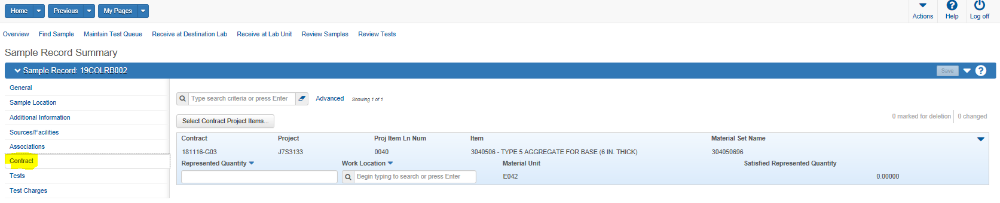 Home Previous My Pages Actions Help Log off
Overview Find Sample Maintain Test Queue Receive at Destination Lab Receive at Lab Unit Review Samples Review Tests
Sample Record Summary
Sample Record: 19COLRB002 Save ?
General
Sample Location
Additional Information
Sources/Facilities
Associations
Contract
Tests
Test Charges
Type search criteria or press Enter Advanced Showing 1 of 1
0 marked for deletion 0 changed
Select Contract Project Items...
Contract Project Proj Item Ln Num Item Material Set Name
181116-G03 J7S3133 0040 3040506 - TYPE 5 AGGREGATE FOR BASE (6 IN. THICK) 304050696
Represented Quantity Work Location Material Unit Satisfied Represented Quantity
Begin typing to search or press Enter E042 0.00000